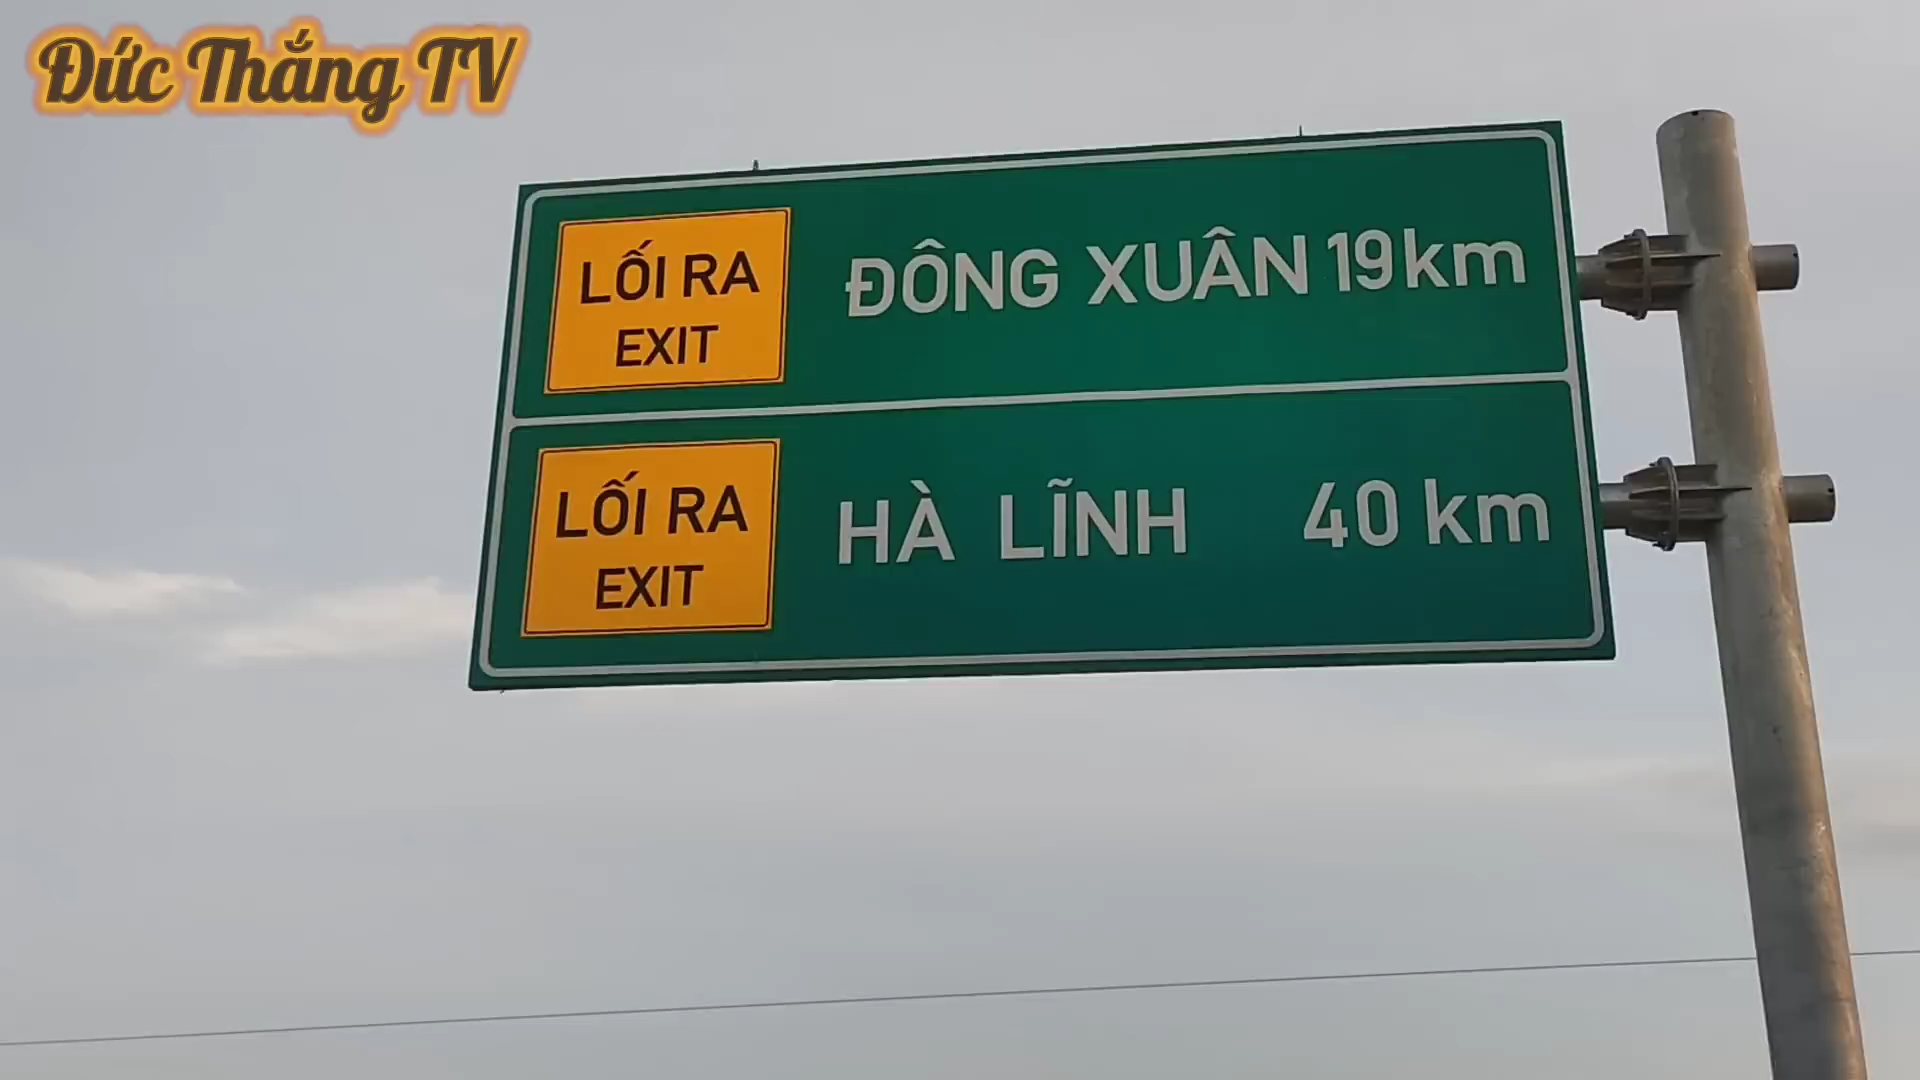 Đức Thắng TV
LỐI RA
EXIT
ĐÔNG XUÂN 19km
LỐI RA
EXIT
HÀ LĨNH 40 km